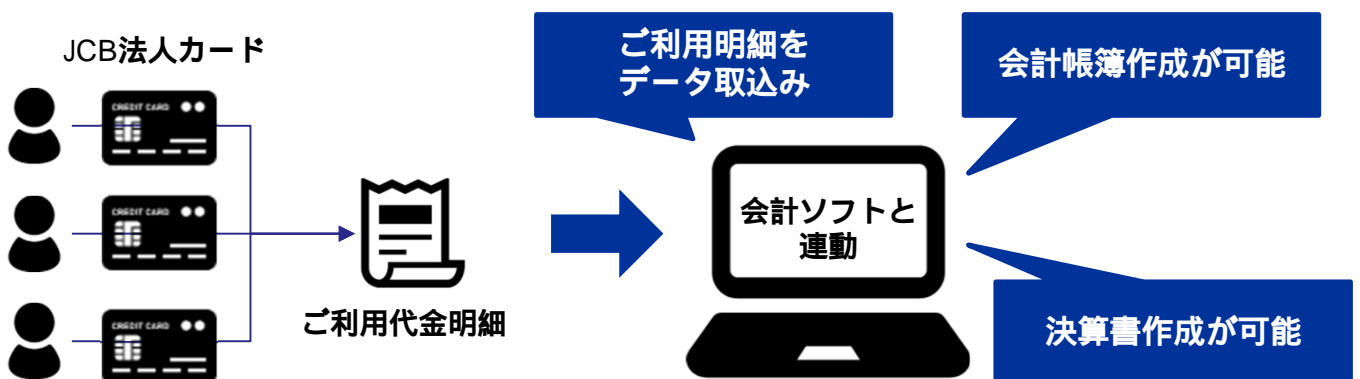 JCB法人カード
CREDIT CARD
CREDIT CARD
CREDIT CARD
ご利用代金明細
ご利用明細を
データ取込み
会計ソフトと
連動
会計帳簿作成が可能
決算書作成が可能